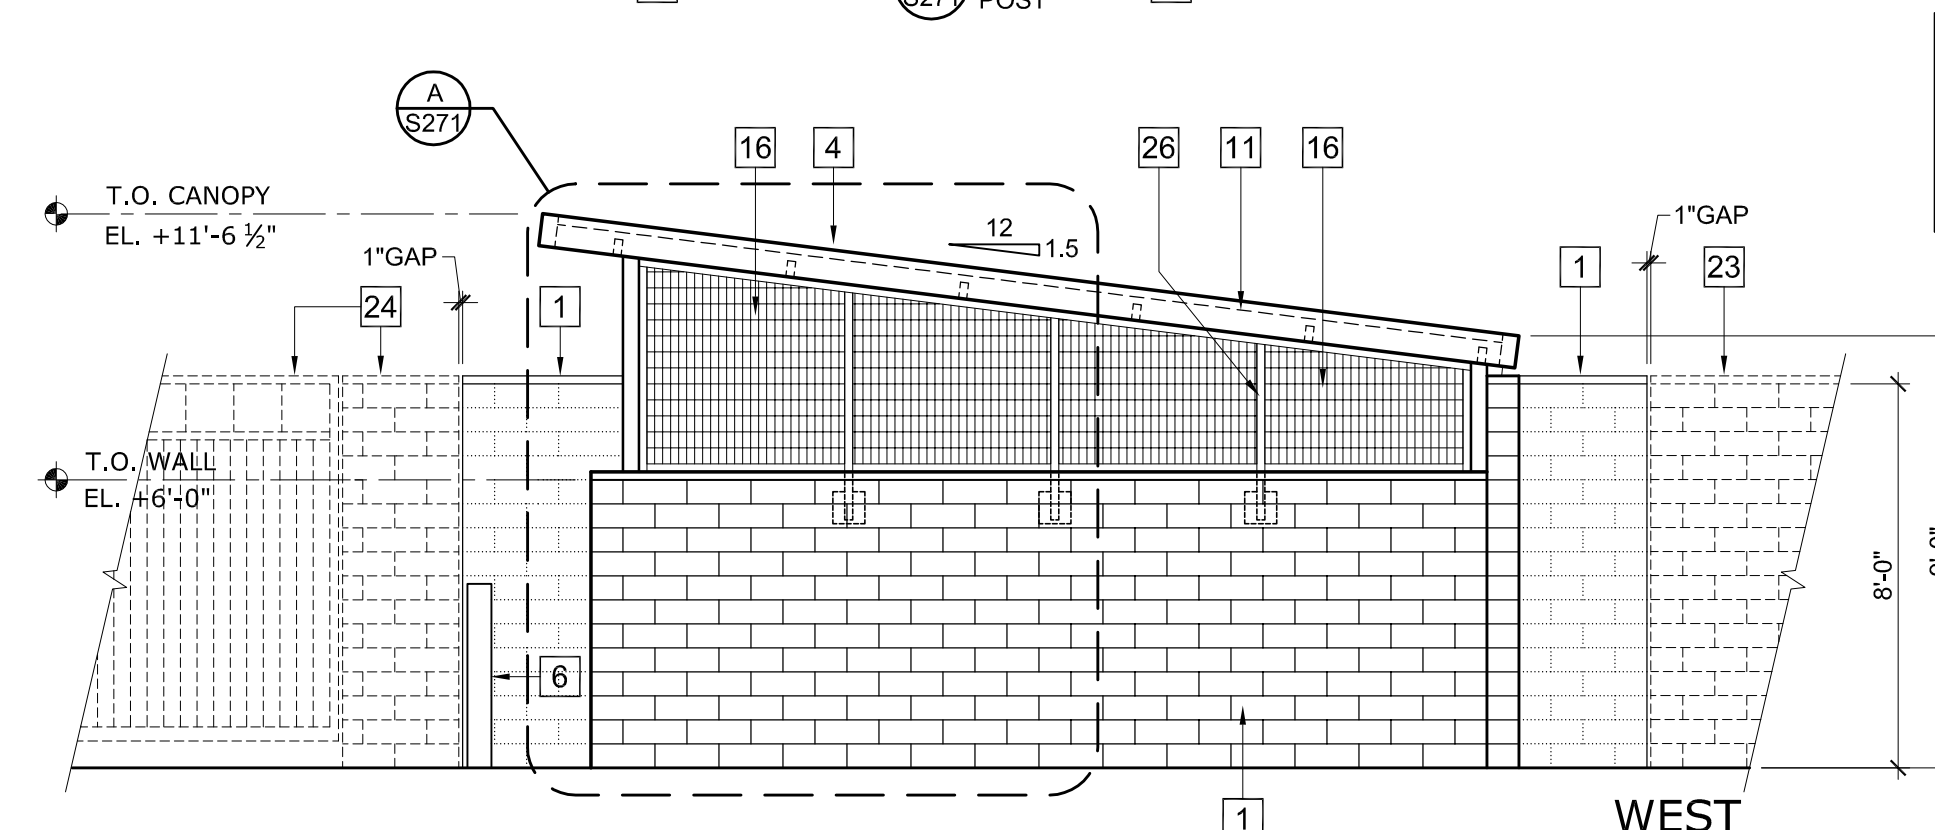 S271
POST
A
S271
16
4
26
11
16
T.O. CANOPY
EL. +11'-6 ½"
12
1.5
1"GAP
1"GAP
24
1
1
23
T.O. WALL
EL. +6'-0"
8'-0"
6
1
WEST